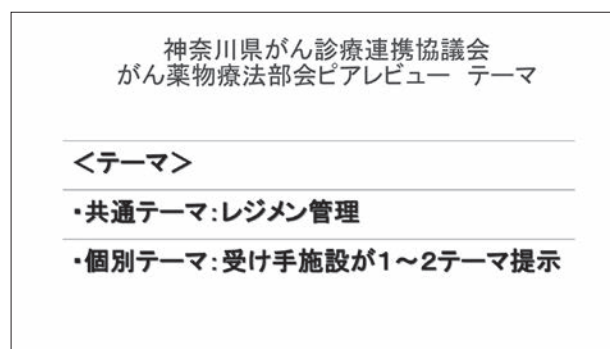 神奈川県がん診療連携協議会
がん薬物療法部会ピアレビュー　テーマ
＜テーマ＞
・共通テーマ：レジメン管理
・個別テーマ：受け手施設が１～２テーマ提示